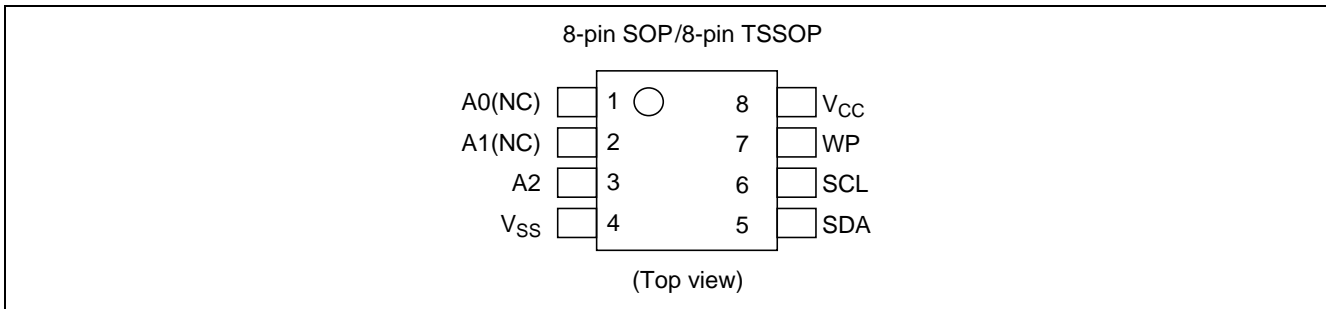 8-pin SOP/8-pin TSSOP
A0(NC) 1 8 VCC
A1(NC) 2 7 WP
A2 3 6 SCL
VSS 4 5 SDA
(Top view)